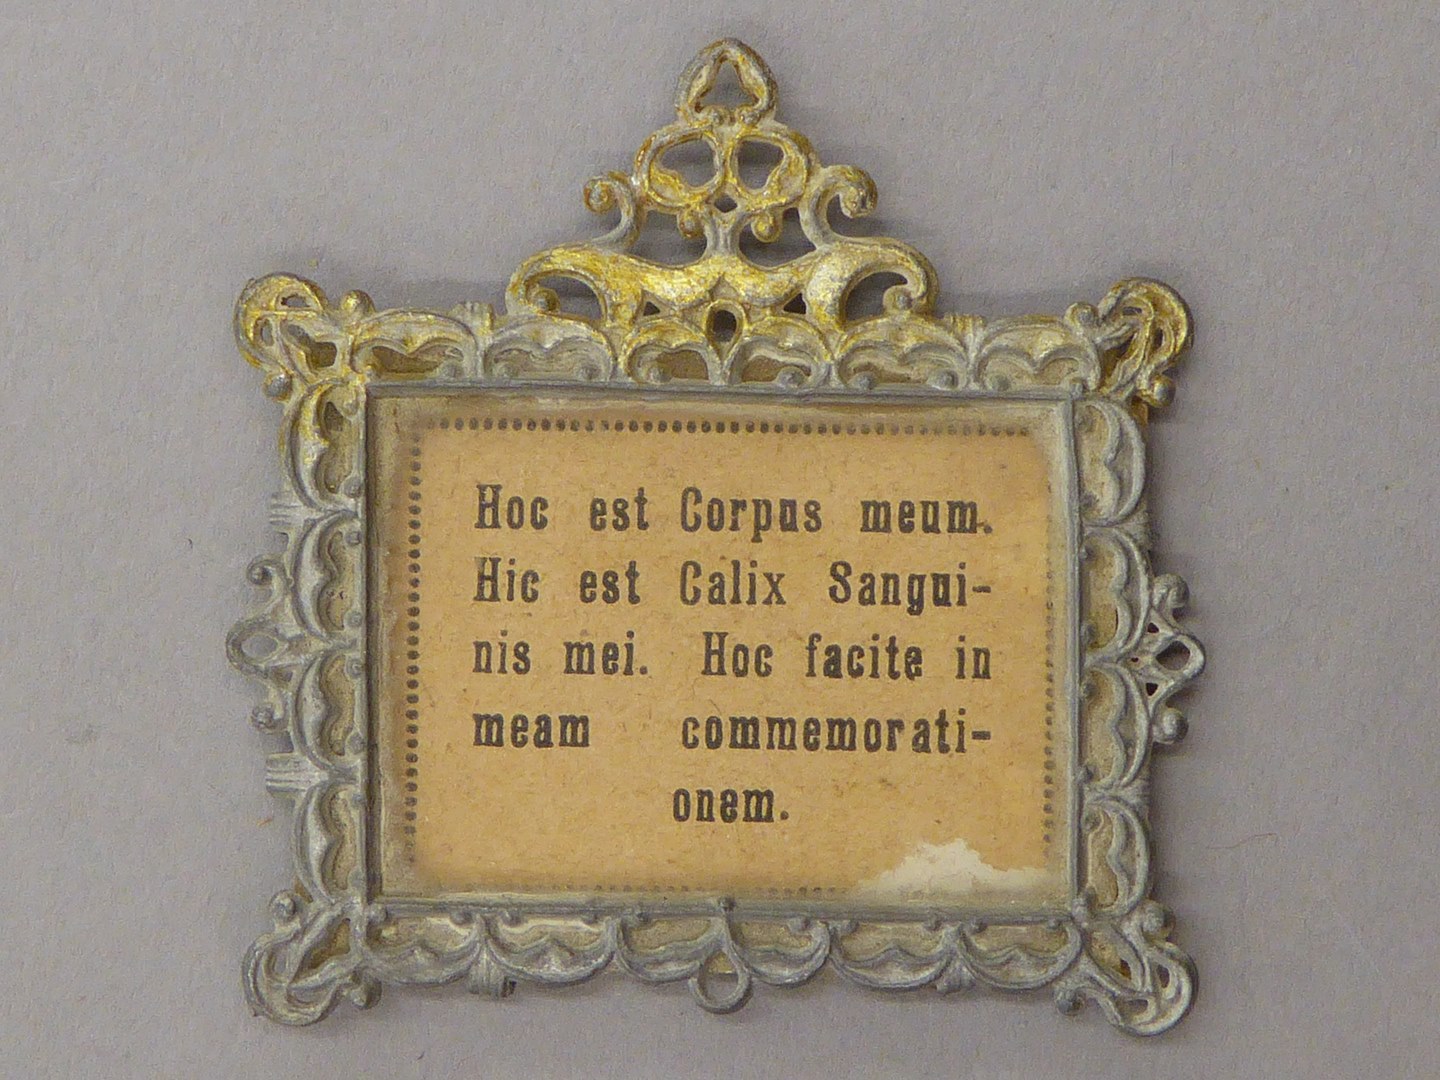 Hoc est Corpus meum.
Hic est Calix Sangui-
nis mei. Hoc facite in
meam commemorati-
onem.